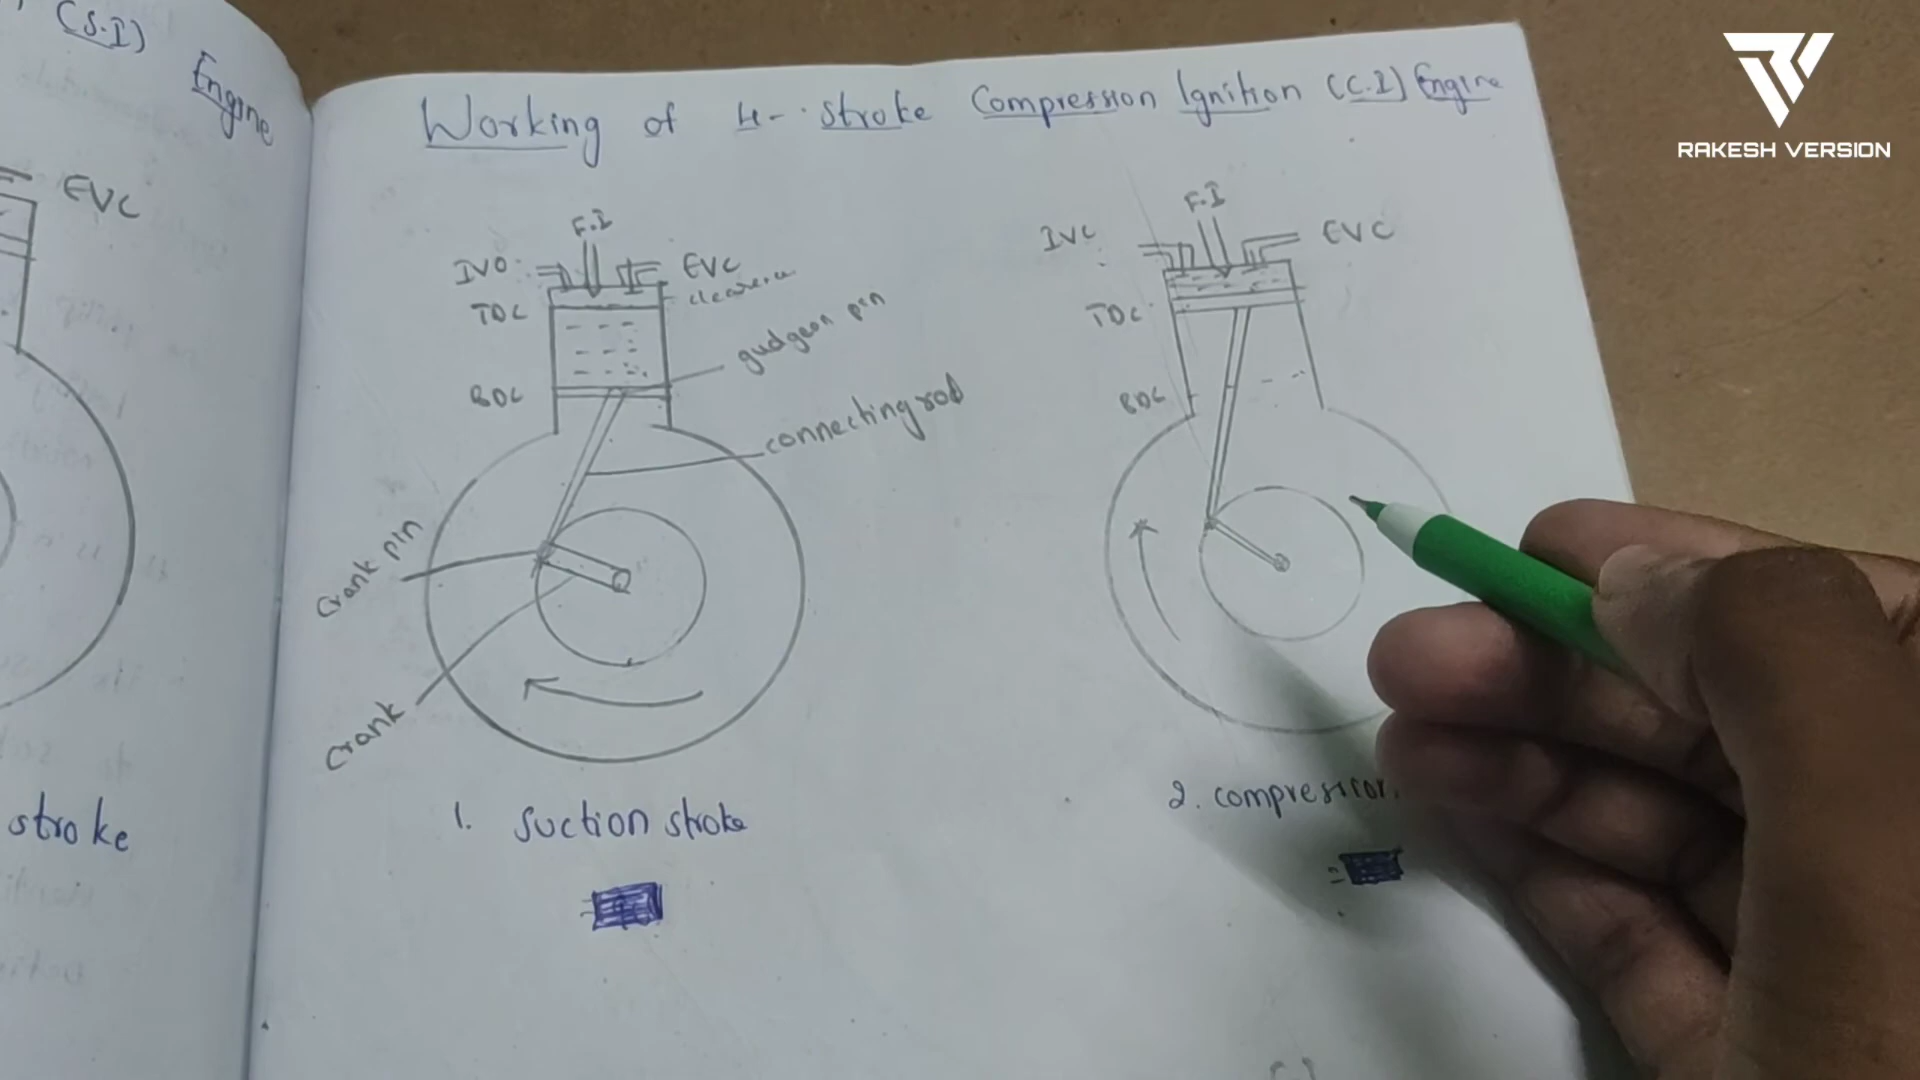 (S.I) Engine
EVC
stroke
Working of 4-stroke Compression Ignition (C.I) Engine
F.I
IVO
EVC
clearence
TDC
gudgeon pin
BDC
connecting rod
crank pin
crank
1. suction stroke
F.I
IVC
EVC
TDC
BDC
2. compression
RAKESH VERSION